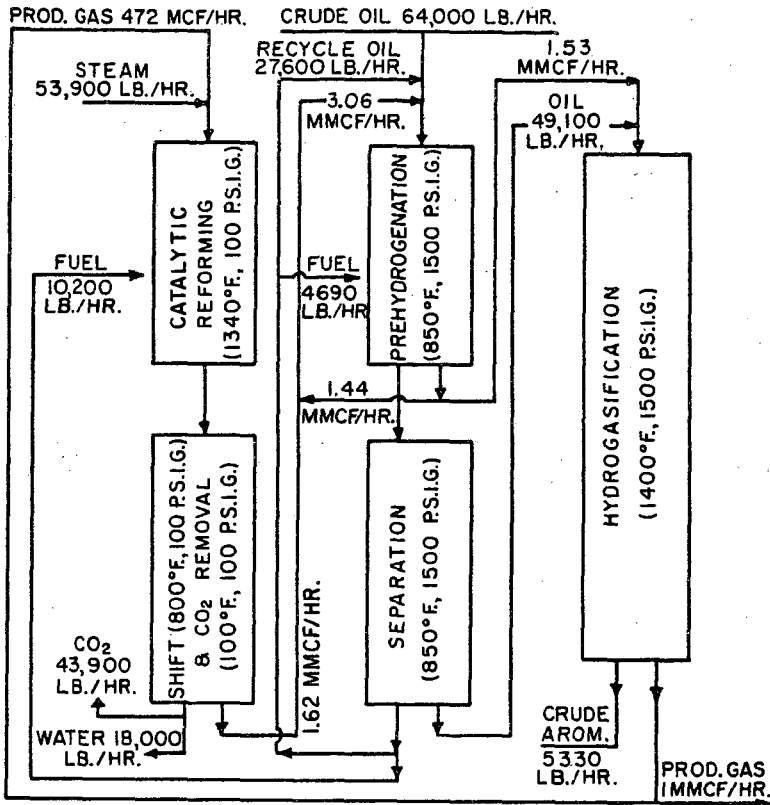 PROD. GAS 472 MCF/HR.
CRUDE OIL 64,000 LB./HR.
STEAM
53,900 LB./HR.
RECYCLE OIL
27,600 LB./HR.
3.06
MMCF/HR.
1.53
MMCF/HR.
OIL
49,100
LB./HR.
CATALYTIC
REFORMING
(1340°F., 100 P.S.I.G.)
PREHYDROGENATION
(850°F., 1500 P.S.I.G.)
HYDROGASIFICATION
(1400°F., 1500 P.S.I.G.)
FUEL
10,200
LB./HR.
FUEL
4690
LB./HR
1.44
MMCF/HR.
SHIFT (800°F., 100 P.S.I.G.)
& CO2 REMOVAL
(100°F., 100 P.S.I.G.)
1.62 MMCF/HR.
SEPARATION
(850°F., 1500 P.S.I.G.)
CO2
43,900
LB./HR.
WATER 18,000
LB./HR.
CRUDE
AROM.
5330
LB./HR.
PROD. GAS
1MMCF/HR.